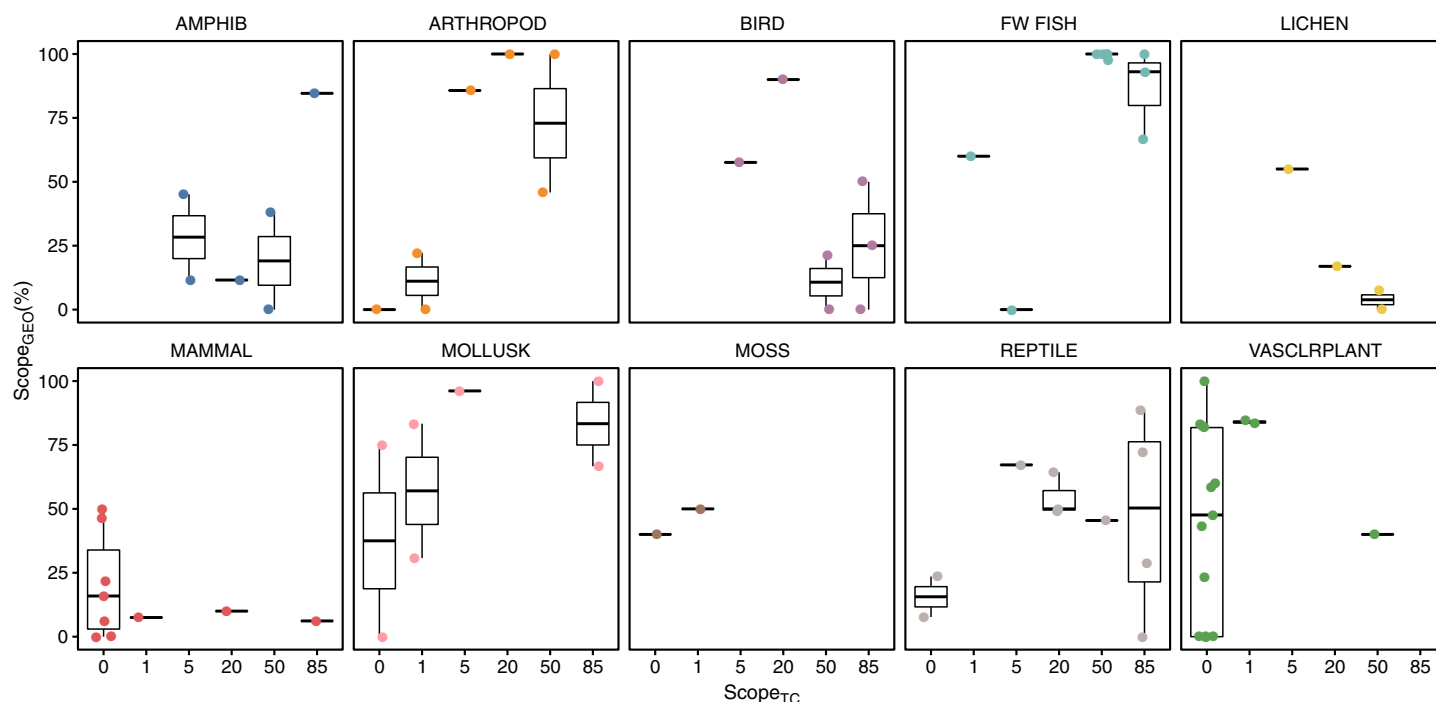 AMPHIB ARTHROPOD BIRD FW FISH LICHEN
100
75
50
25
0
MAMMAL MOLLUSK MOSS REPTILE VASCLRPLANT
100
75
50
25
0
Scope_GEO(%)
0 1 5 20 50 85 0 1 5 20 50 85 0 1 5 20 50 85 0 1 5 20 50 85 0 1 5 20 50 85
Scope_TC